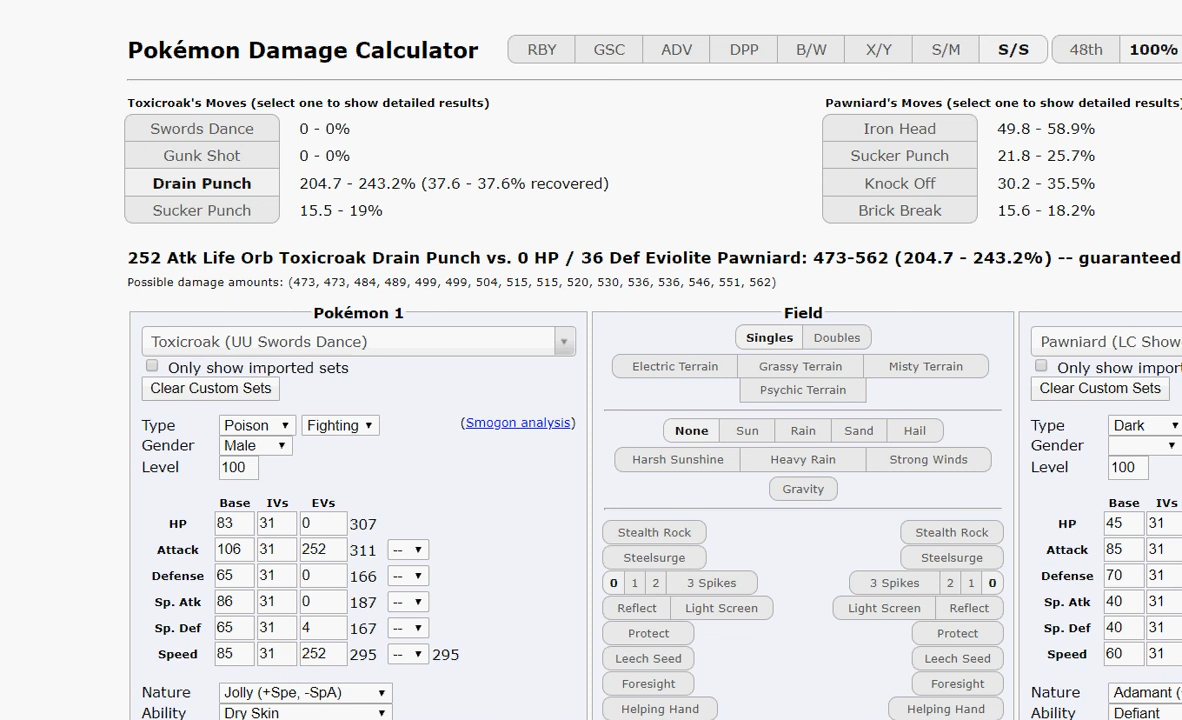 Pokémon Damage Calculator
RBY GSC ADV DPP B/W X/Y S/M S/S 48th 100%
Toxicroak's Moves (select one to show detailed results)
Swords Dance 0 - 0%
Gunk Shot 0 - 0%
Drain Punch 204.7 - 243.2% (37.6 - 37.6% recovered)
Sucker Punch 15.5 - 19%
Pawniard's Moves (select one to show detailed results)
Iron Head 49.8 - 58.9%
Sucker Punch 21.8 - 25.7%
Knock Off 30.2 - 35.5%
Brick Break 15.6 - 18.2%
252 Atk Life Orb Toxicroak Drain Punch vs. 0 HP / 36 Def Eviolite Pawniard: 473-562 (204.7 - 243.2%) -- guaranteed
Possible damage amounts: (473, 473, 484, 489, 499, 499, 504, 515, 515, 520, 530, 536, 536, 546, 551, 562)
Pokémon 1
Toxicroak (UU Swords Dance)
Only show imported sets
Clear Custom Sets
Type Poison Fighting (Smogon analysis)
Gender Male
Level 100
Base IVs EVs
HP 83 31 0 307
Attack 106 31 252 311 --
Defense 65 31 0 166 --
Sp. Atk 86 31 0 187 --
Sp. Def 65 31 4 167 --
Speed 85 31 252 295 -- 295
Nature Jolly (+Spe, -SpA)
Ability Dry Skin
Field
Singles Doubles
Electric Terrain Grassy Terrain Misty Terrain
Psychic Terrain
None Sun Rain Sand Hail
Harsh Sunshine Heavy Rain Strong Winds
Gravity
Stealth Rock Stealth Rock
Steelsurge Steelsurge
0 1 2 3 Spikes 3 Spikes 2 1 0
Reflect Light Screen Light Screen Reflect
Protect Protect
Leech Seed Leech Seed
Foresight Foresight
Helping Hand Helping Hand
Pawniard (LC Show
Only show import
Clear Custom Sets
Type Dark
Gender
Level 100
Base IVs
HP 45 31
Attack 85 31
Defense 70 31
Sp. Atk 40 31
Sp. Def 40 31
Speed 60 31
Nature Adamant (
Ability Defiant